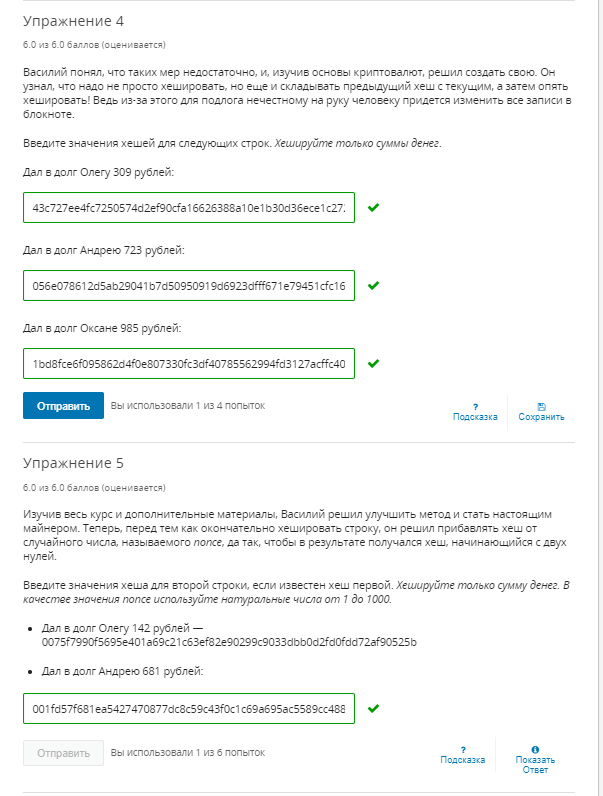 Упражнение 4
6.0 из 6.0 баллов (оценивается)
Василий понял, что таких мер недостаточно, и, изучив основы криптовалют, решил создать свою. Он
узнал, что надо не просто хешировать, но еще и складывать предыдущий хеш с текущим, а затем опять
хешировать! Ведь из-за этого для подлога нечестному на руку человеку придется изменить все записи в
блокноте.
Введите значения хешей для следующих строк. Хешируйте только суммы денег.
Дал в долг Олегу 309 рублей:
43c727ee4fc7250574d2ef90cfa16626388a10e1b30d36ece1c27
Дал в долг Андрею 723 рублей:
056e078612d5ab29041b7d50950919d6923dfff671e79451cfc16
Дал в долг Оксане 985 рублей:
1bd8fce6f095862d4f0e807330fc3df40785562994fd3127acffc40
Отправить Вы использовали 1 из 4 попыток
?
Подсказка Сохранить
Упражнение 5
6.0 из 6.0 баллов (оценивается)
Изучив весь курс и дополнительные материалы, Василий решил улучшить метод и стать настоящим
майнером. Теперь, перед тем как окончательно хешировать строку, он решил прибавлять хеш от
случайного числа, называемого nonce, да так, чтобы в результате получался хеш, начинающийся с двух
нулей.
Введите значения хеша для второй строки, если известен хеш первой. Хешируйте только сумму денег. В
качестве значения nonce используйте натуральные числа от 1 до 1000.
• Дал в долг Олегу 142 рублей —
0075f7990f5695e401a69c21c63ef82e90299c9033dbb0d2fd0fdd72af90525b
• Дал в долг Андрею 681 рублей:
001fd57f681ea5427470877dc8c59c43f0c1c69a695ac5589cc488
Отправить Вы использовали 1 из 6 попыток
?
Подсказка Показать
Ответ